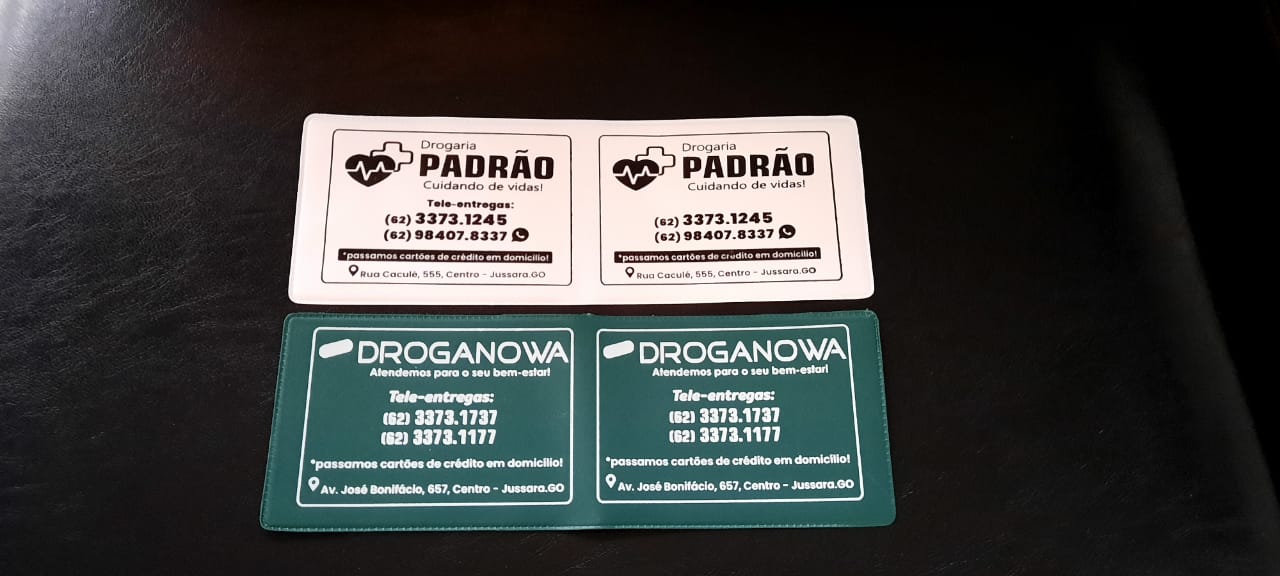 Drogaria
PADRÃO
Cuidando de vidas!
Tele-entregas:
(62) 3373.1245
(62) 98407.8337
*passamos cartões de crédito em domicílio!
Rua Caculé, 555, Centro - Jussara.GO
Drogaria
PADRÃO
Cuidando de vidas!
(62) 3373.1245
(62) 98407.8337
*passamos cartões de crédito em domicílio!
Rua Caculé, 555, Centro - Jussara.GO
DROGANOWA
Atendemos para o seu bem-estar!
Tele-entregas:
(62) 3373.1737
(62) 3373.1177
*passamos cartões de crédito em domicílio!
Av. José Bonifácio, 657, Centro - Jussara.GO
DROGANOWA
Atendemos para o seu bem-estar!
Tele-entregas:
(62) 3373.1737
(62) 3373.1177
*passamos cartões de crédito em domicílio!
Av. José Bonifácio, 657, Centro - Jussara.GO